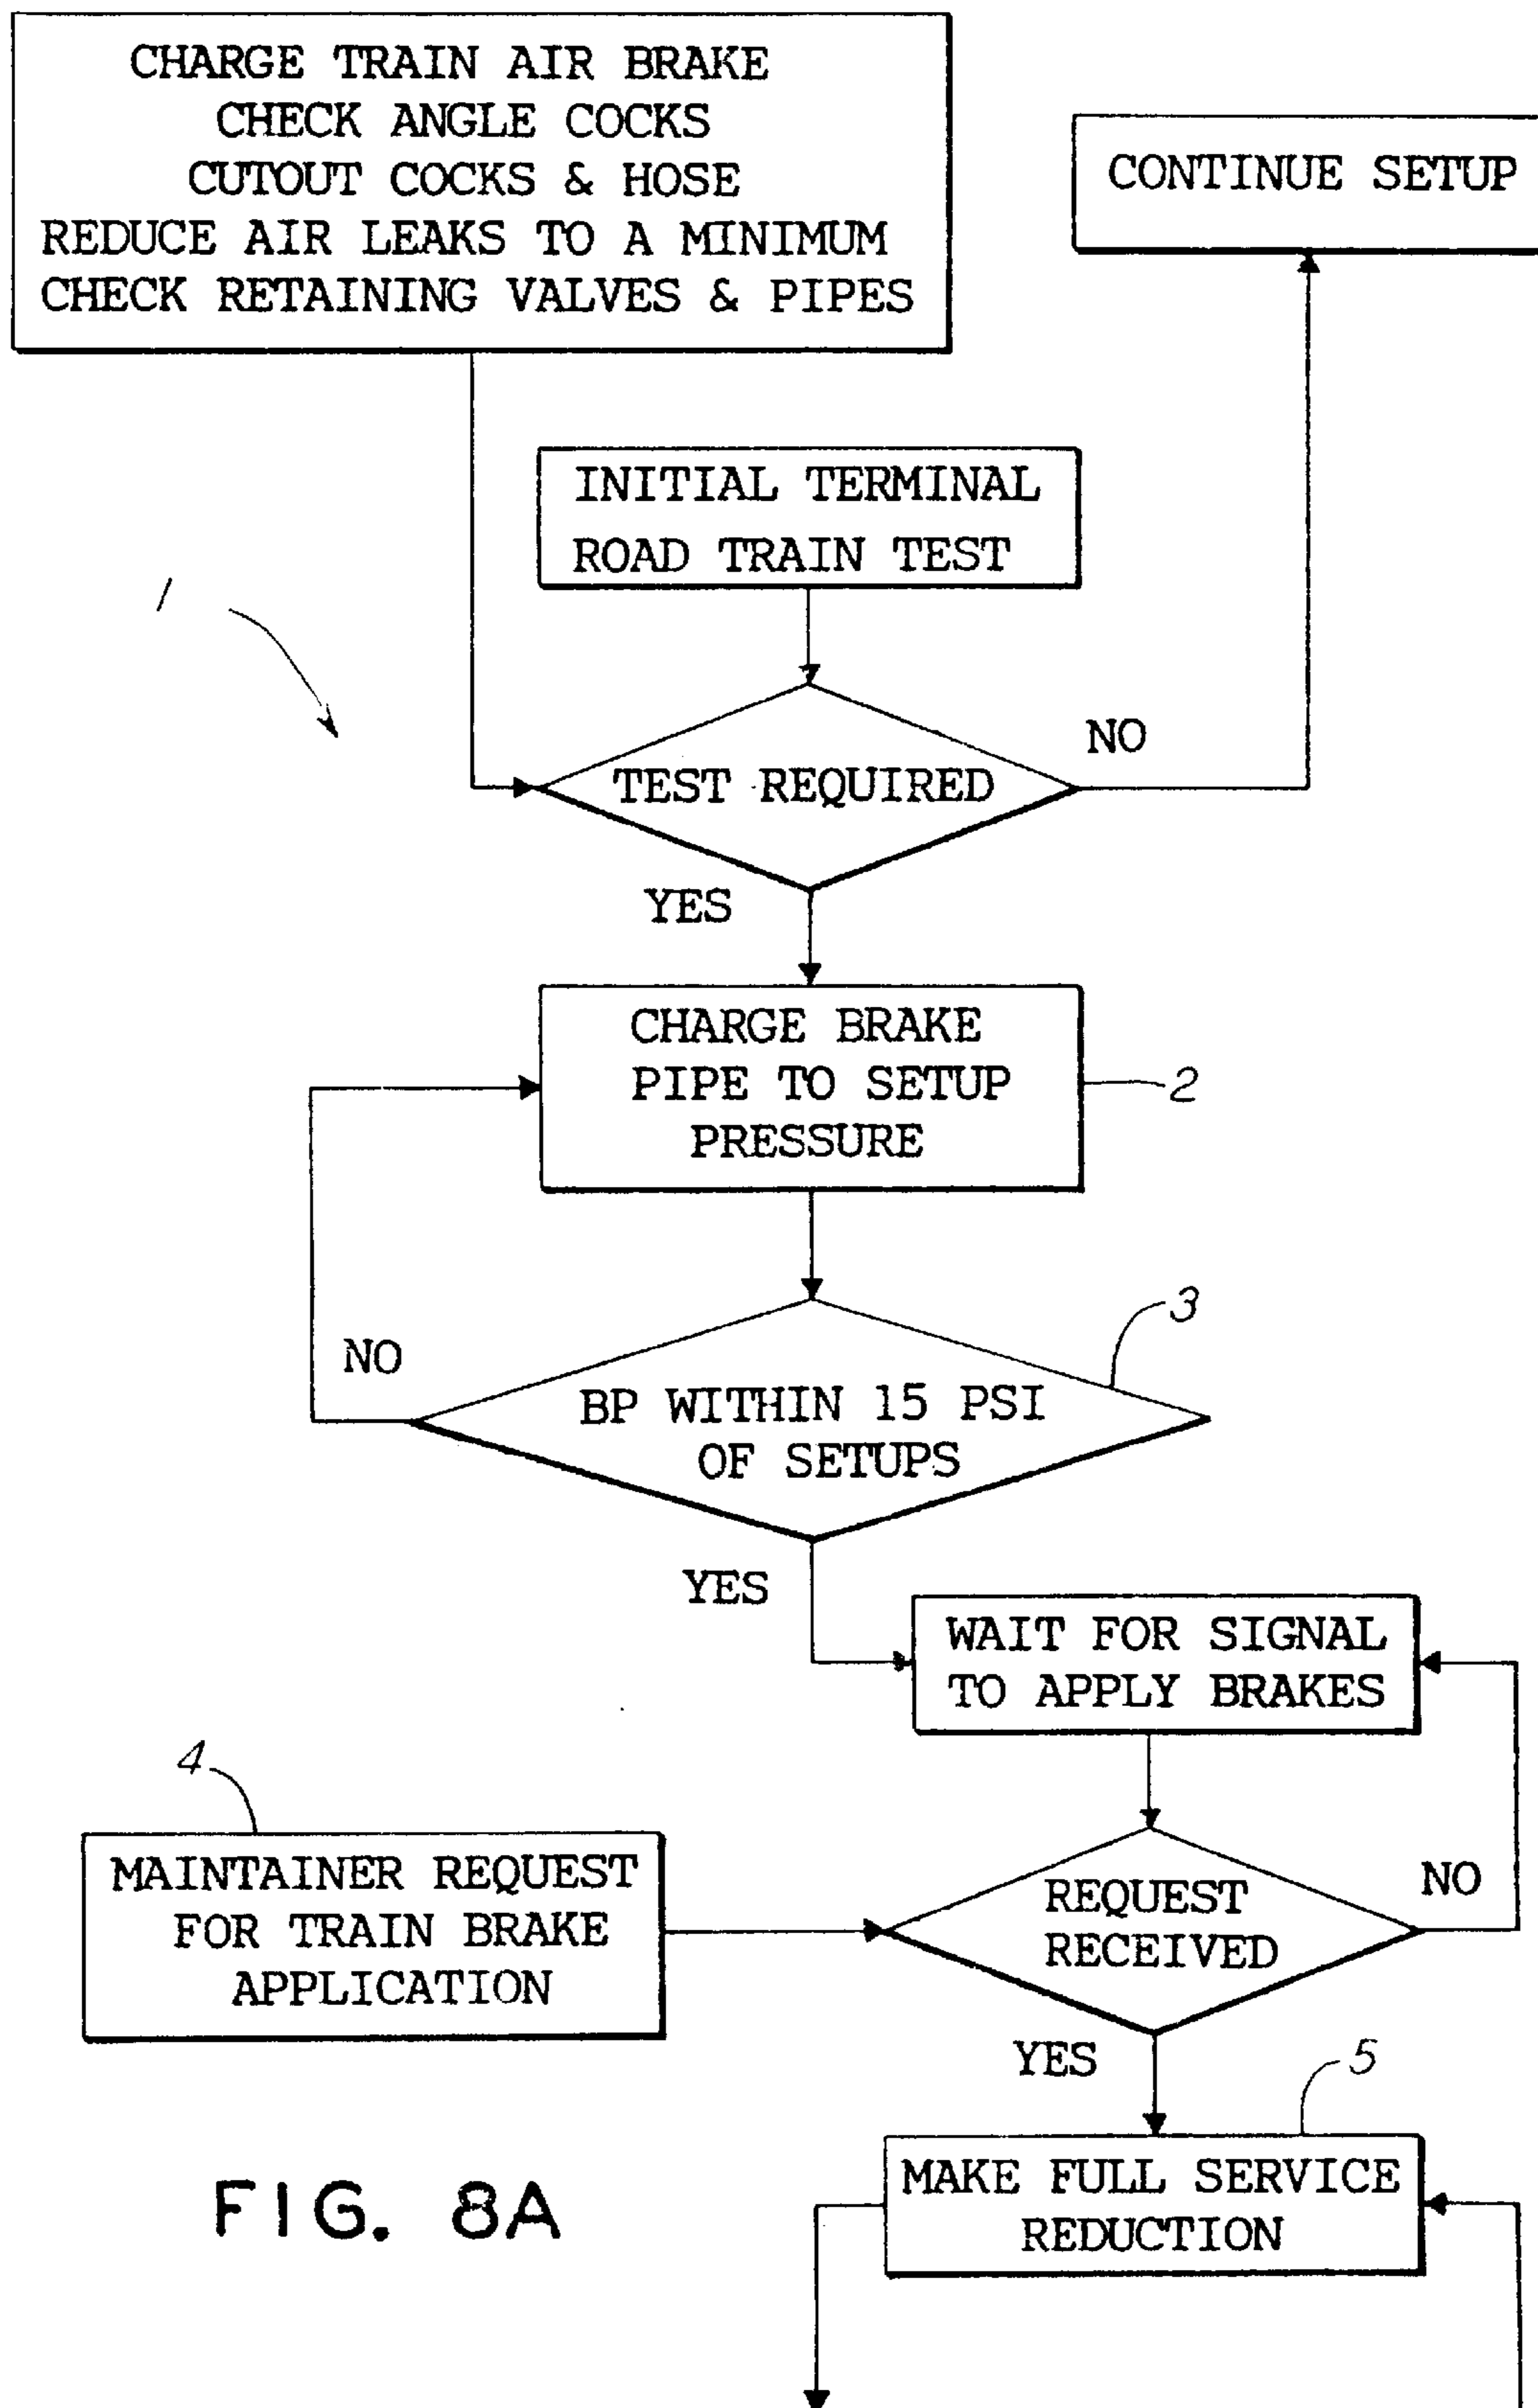 CHARGE TRAIN AIR BRAKE
CHECK ANGLE COCKS
CUTOUT COCKS & HOSE
REDUCE AIR LEAKS TO A MINIMUM
CHECK RETAINING VALVES & PIPES
CONTINUE SETUP
INITIAL TERMINAL
ROAD TRAIN TEST
1
TEST REQUIRED
NO
YES
CHARGE BRAKE
PIPE TO SETUP
PRESSURE
2
3
NO
BP WITHIN 15 PSI
OF SETUPS
YES
WAIT FOR SIGNAL
TO APPLY BRAKES
4
MAINTAINER REQUEST
FOR TRAIN BRAKE
APPLICATION
REQUEST
RECEIVED
NO
YES
5
MAKE FULL SERVICE
REDUCTION
FIG. 8A